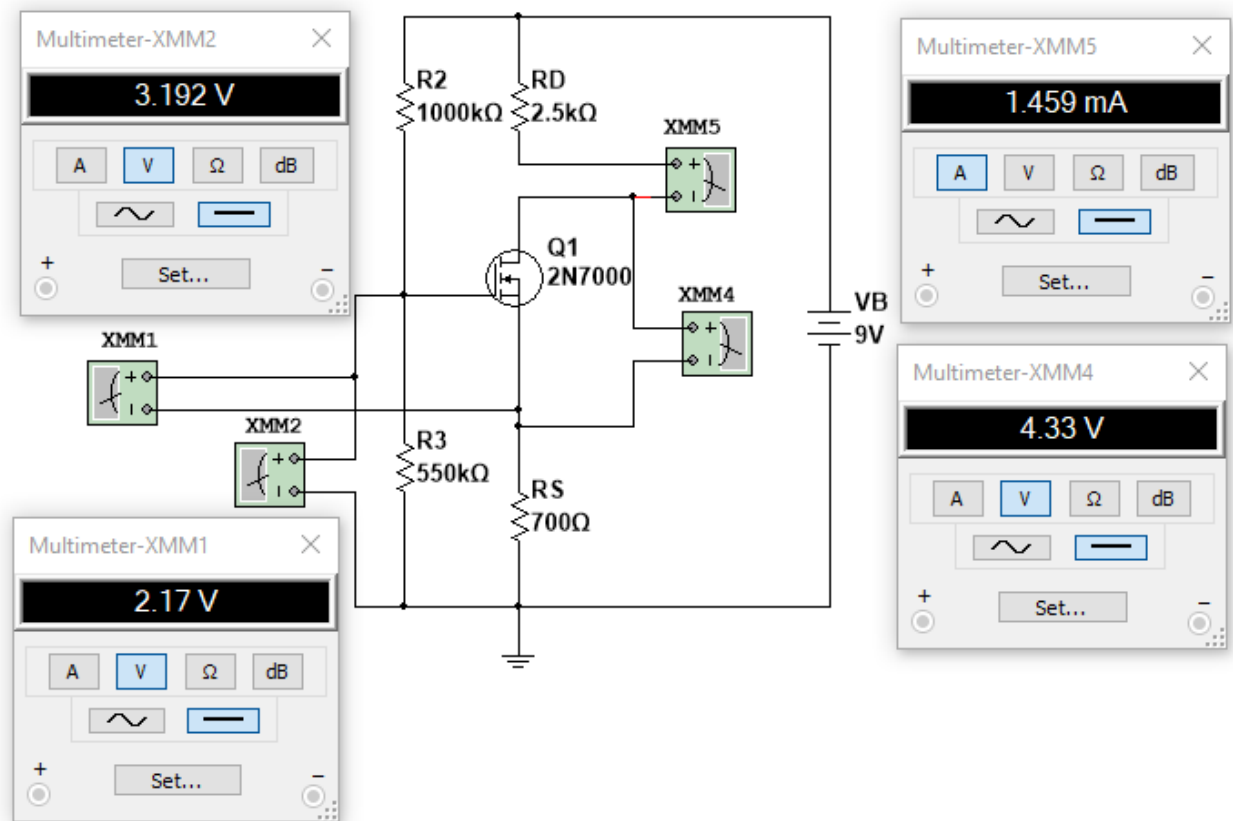 Multimeter-XMM2
3.192 V
A V Ω dB
+ Set... −
R2
1000kΩ
RD
2.5kΩ
XMM5
+
−
Q1
2N7000
XMM4
+
−
VB
9V
XMM1
+
−
XMM2
+
−
R3
550kΩ
RS
700Ω
Multimeter-XMM1
2.17 V
A V Ω dB
+ Set... −
Multimeter-XMM5
1.459 mA
A V Ω dB
+ Set... −
Multimeter-XMM4
4.33 V
A V Ω dB
+ Set... −